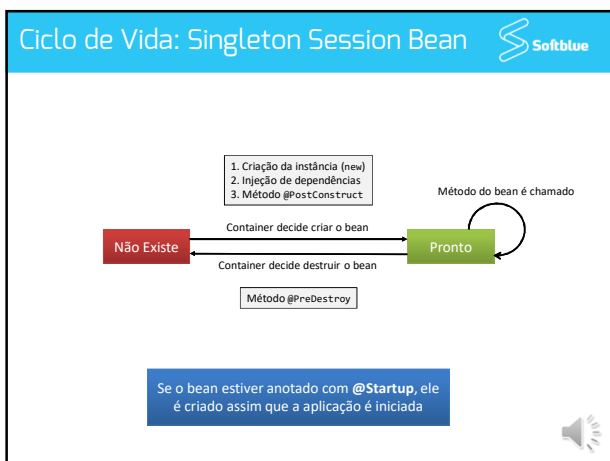 Ciclo de Vida: Singleton Session Bean
Softblue
1. Criação da instância (new)
2. Injeção de dependências
3. Método @PostConstruct
Método do bean é chamado
Container decide criar o bean
Não Existe
Pronto
Container decide destruir o bean
Método @PreDestroy
Se o bean estiver anotado com @Startup, ele
é criado assim que a aplicação é iniciada